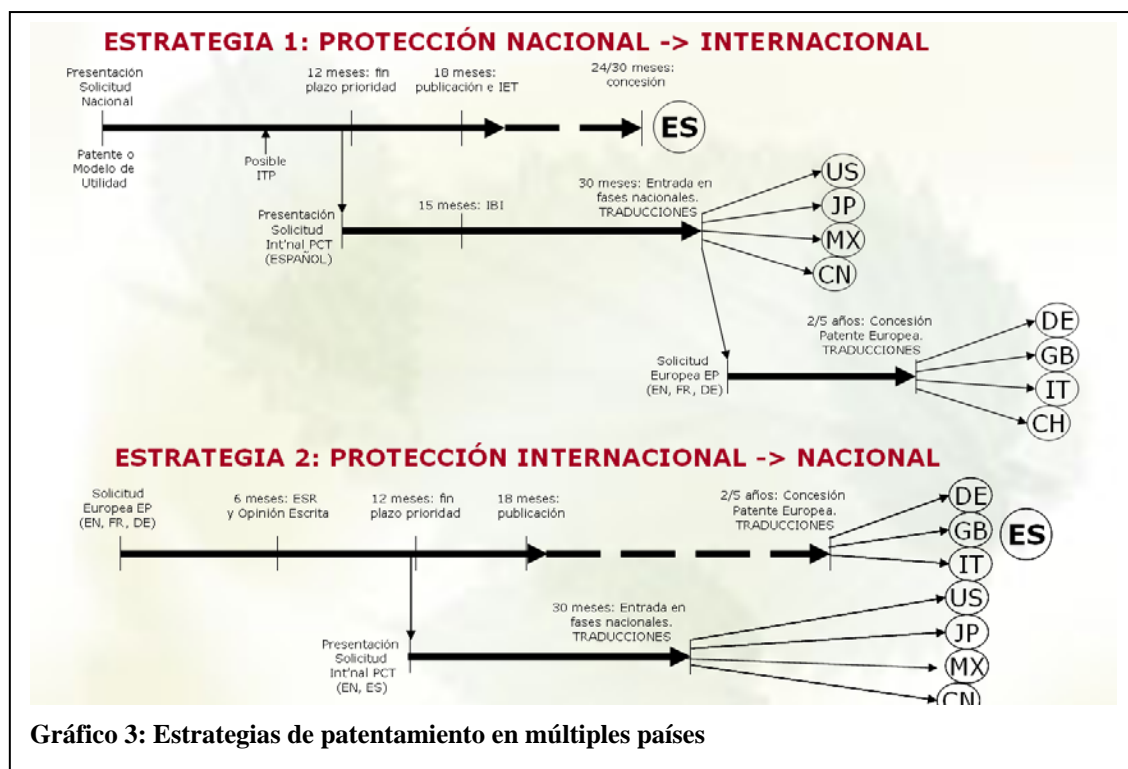 ESTRATEGIA 1: PROTECCIÓN NACIONAL -> INTERNACIONAL
Presentación
Solicitud
Nacional
12 meses: fin
plazo prioridad
18 meses:
publicación e IET
24/30 meses:
concesión
ES
Patente o
Modelo de
Utilidad
Posible
ITP
Presentación
Solicitud
Int'nal PCT
(ESPAÑOL)
15 meses: IBI
30 meses: Entrada en
fases nacionales.
TRADUCCIONES
US
JP
MX
CN
Solicitud
Europea EP
(EN, FR, DE)
2/5 años: Concesión
Patente Europea.
TRADUCCIONES
DE
GB
IT
CH
ESTRATEGIA 2: PROTECCIÓN INTERNACIONAL -> NACIONAL
Solicitud
Europea EP
(EN, FR, DE)
6 meses: ESR
y Opinión Escrita
12 meses: fin
plazo prioridad
18 meses:
publicación
2/5 años: Concesión
Patente Europea.
TRADUCCIONES
DE
GB
IT
ES
Presentación
Solicitud
Int'nal PCT
(EN, ES)
30 meses: Entrada en
fases nacionales.
TRADUCCIONES
US
JP
MX
CN
Gráfico 3: Estrategias de patentamiento en múltiples países